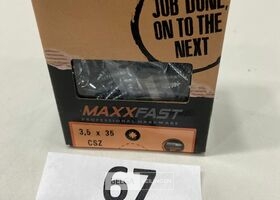 JOB DONE,
ON TO THE
NEXT
MAXXFAST
PROFESSIONAL HARDWARE
3,5 x 35
CSZ
67